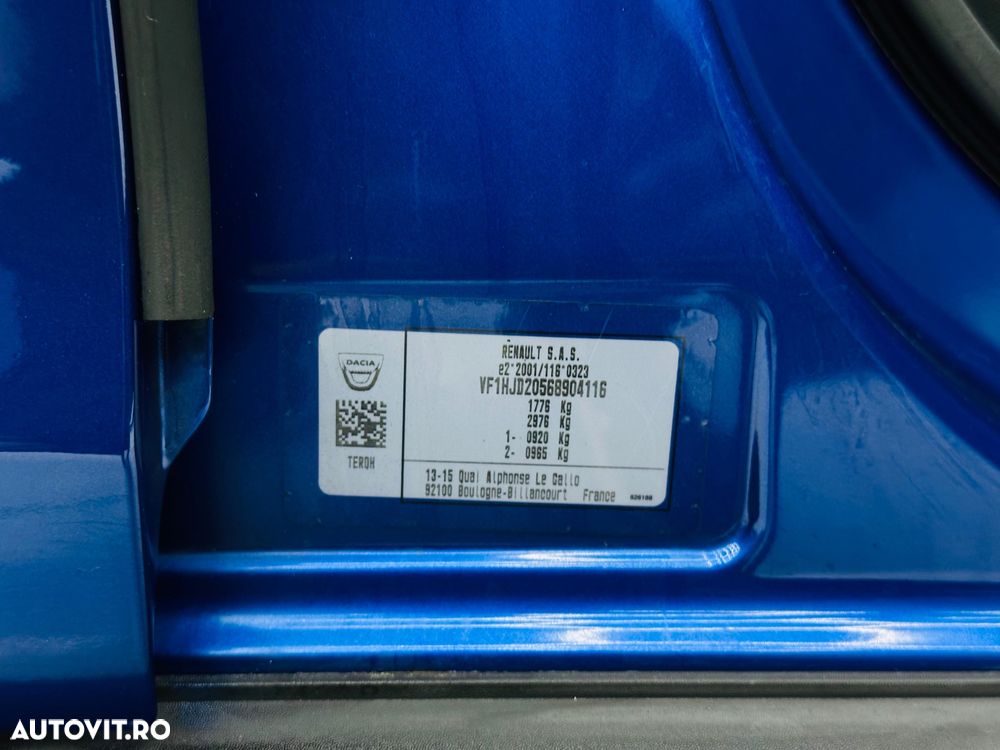 DACIA
TERQH
RENAULT S.A.S.
e2*2001/116*0323
VF1HJD20568904116
1776 Kg
2976 Kg
1- 0920 Kg
2- 0965 Kg
13-15 Quai Alphonse Le Gallo
92100 Boulogne-Billancourt France
AUTOVIT.RO